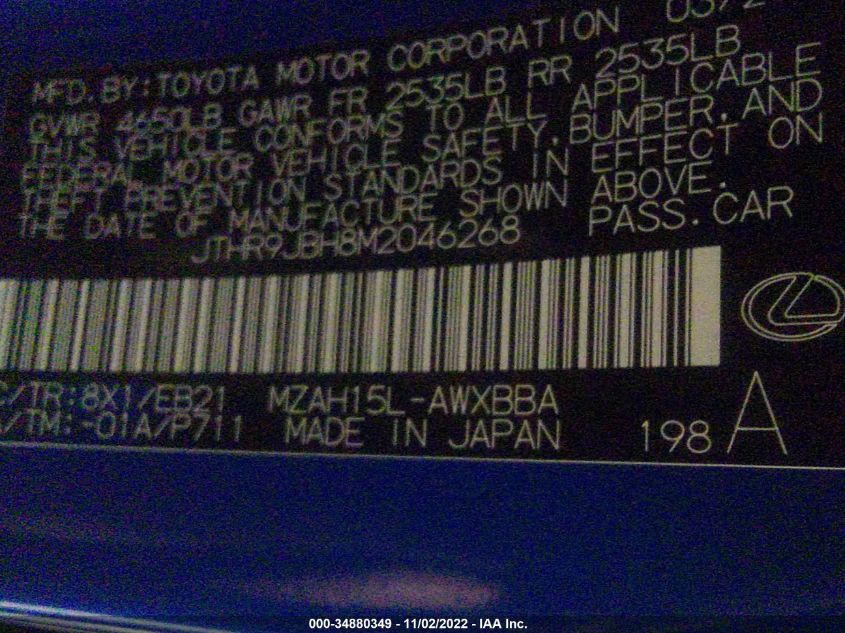 MFD. BY: TOYOTA MOTOR CORPORATION 03/2
GVWR 4650LB GAWR FR 2535LB RR 2535LB
THIS VEHICLE CONFORMS TO ALL APPLICABLE
FEDERAL MOTOR VEHICLE SAFETY, BUMPER, AND
THEFT PREVENTION STANDARDS IN EFFECT ON
THE DATE OF MANUFACTURE SHOWN ABOVE.
JTHR9JBH8M2046268 PASS. CAR
C/TR:8X1/EB21 MZAH15L-AWXBBA
A/TM:-01A/P711 MADE IN JAPAN 198 A
000-34880349 - 11/02/2022 - IAA Inc.